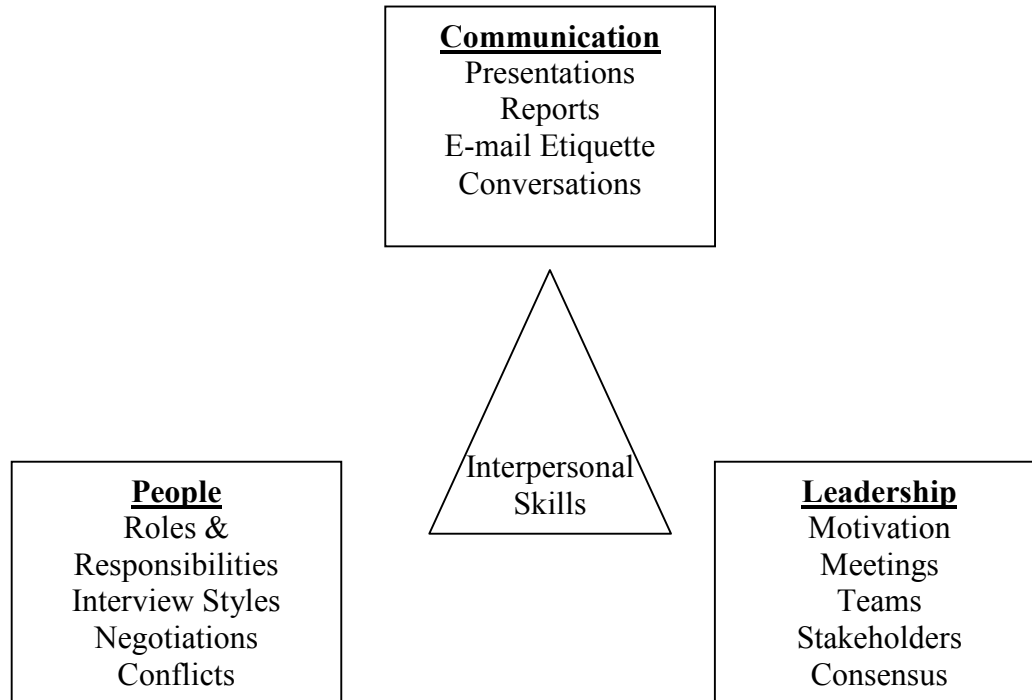 Communication
Presentations
Reports
E-mail Etiquette
Conversations
Interpersonal
Skills
People
Roles &
Responsibilities
Interview Styles
Negotiations
Conflicts
Leadership
Motivation
Meetings
Teams
Stakeholders
Consensus